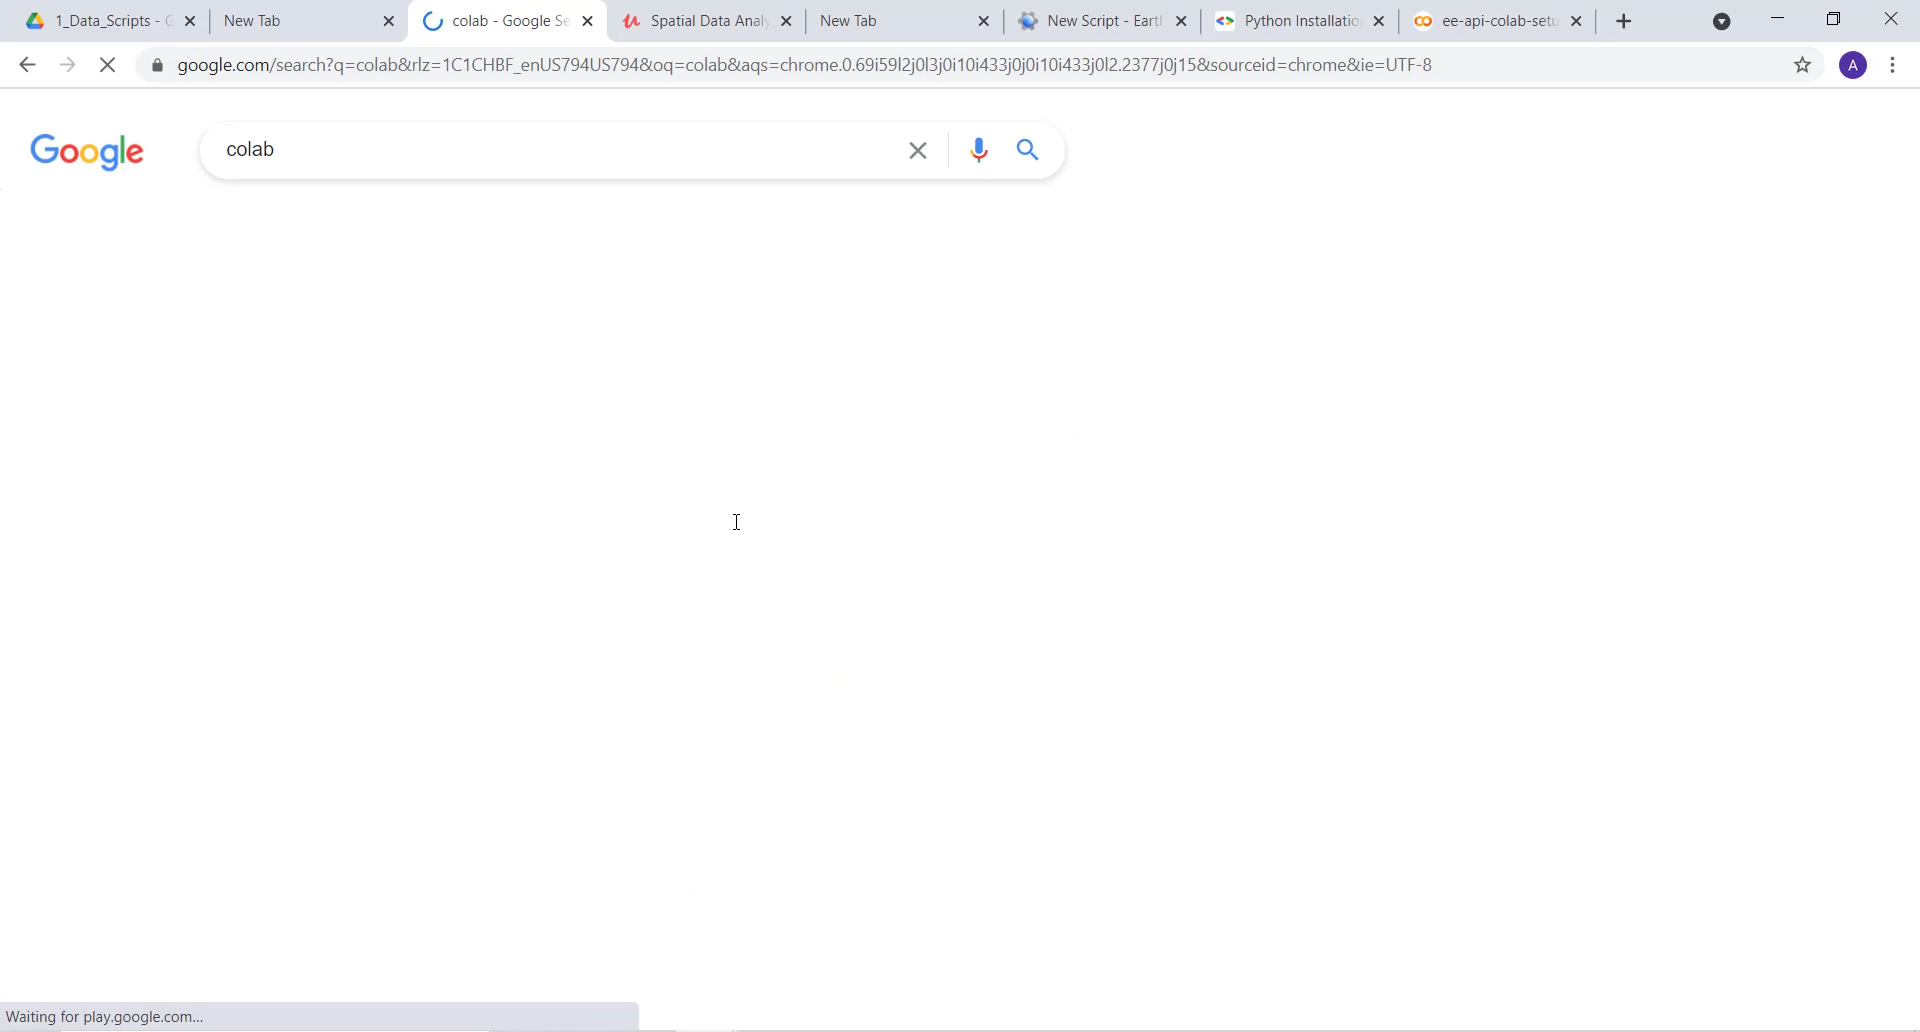 1_Data_Scripts - G
New Tab
colab - Google Se
Spatial Data Analy
New Tab
New Script - Earth
Python Installatio
ee-api-colab-setu
google.com/search?q=colab&rlz=1C1CHBF_enUS794US794&oq=colab&aqs=chrome.0.69i59l2j0l3j0i10i433j0j0i10i433j0l2.2377j0j15&sourceid=chrome&ie=UTF-8
A
Google
colab
Waiting for play.google.com...